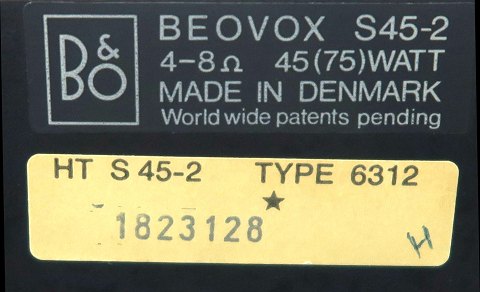 B&O
BEOVOX S45-2
4-8Ω 45(75)WATT
MADE IN DENMARK
World wide patents pending
HT S 45-2 TYPE 6312
★
1823128
H